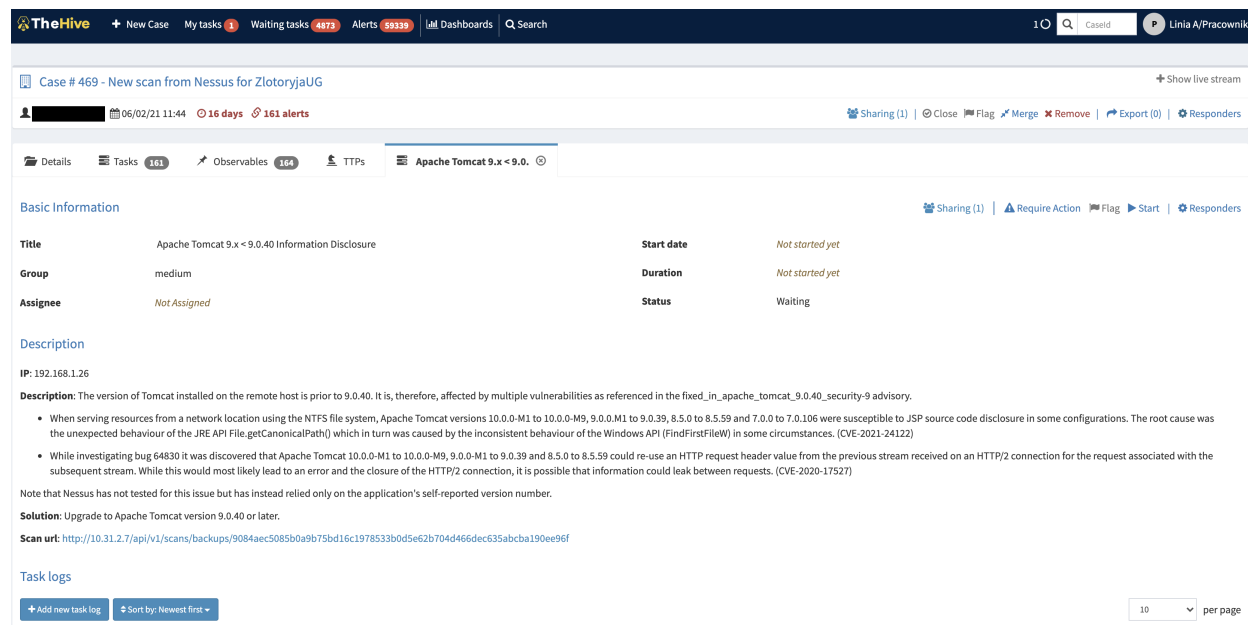 TheHive + New Case My tasks 1 Waiting tasks 4873 Alerts 59339 Dashboards Search 1 CaseId P Linia A/Pracownik
Case # 469 - New scan from Nessus for ZlotoryjaUG + Show live stream
06/02/21 11:44 16 days 161 alerts Sharing (1) | Close Flag Merge Remove | Export (0) | Responders
Details Tasks 161 Observables 164 TTPs Apache Tomcat 9.x < 9.0.
Basic Information Sharing (1) | Require Action Flag Start | Responders
Title Apache Tomcat 9.x < 9.0.40 Information Disclosure Start date Not started yet
Group medium Duration Not started yet
Assignee Not Assigned Status Waiting
Description
IP: 192.168.1.26
Description: The version of Tomcat installed on the remote host is prior to 9.0.40. It is, therefore, affected by multiple vulnerabilities as referenced in the fixed_in_apache_tomcat_9.0.40_security-9 advisory.
• When serving resources from a network location using the NTFS file system, Apache Tomcat versions 10.0.0-M1 to 10.0.0-M9, 9.0.0.M1 to 9.0.39, 8.5.0 to 8.5.59 and 7.0.0 to 7.0.106 were susceptible to JSP source code disclosure in some configurations. The root cause was
the unexpected behaviour of the JRE API File.getCanonicalPath() which in turn was caused by the inconsistent behaviour of the Windows API (FindFirstFileW) in some circumstances. (CVE-2021-24122)
• While investigating bug 64830 it was discovered that Apache Tomcat 10.0.0-M1 to 10.0.0-M9, 9.0.0-M1 to 9.0.39 and 8.5.0 to 8.5.59 could re-use an HTTP request header value from the previous stream received on an HTTP/2 connection for the request associated with the
subsequent stream. While this would most likely lead to an error and the closure of the HTTP/2 connection, it is possible that information could leak between requests. (CVE-2020-17527)
Note that Nessus has not tested for this issue but has instead relied only on the application's self-reported version number.
Solution: Upgrade to Apache Tomcat version 9.0.40 or later.
Scan url: http://10.31.2.7/api/v1/scans/backups/9084aec5085b0a9b75bd16c1978533b0d5e62b704d466dec635abcba190ee96f
Task logs
+ Add new task log Sort by: Newest first 10 per page